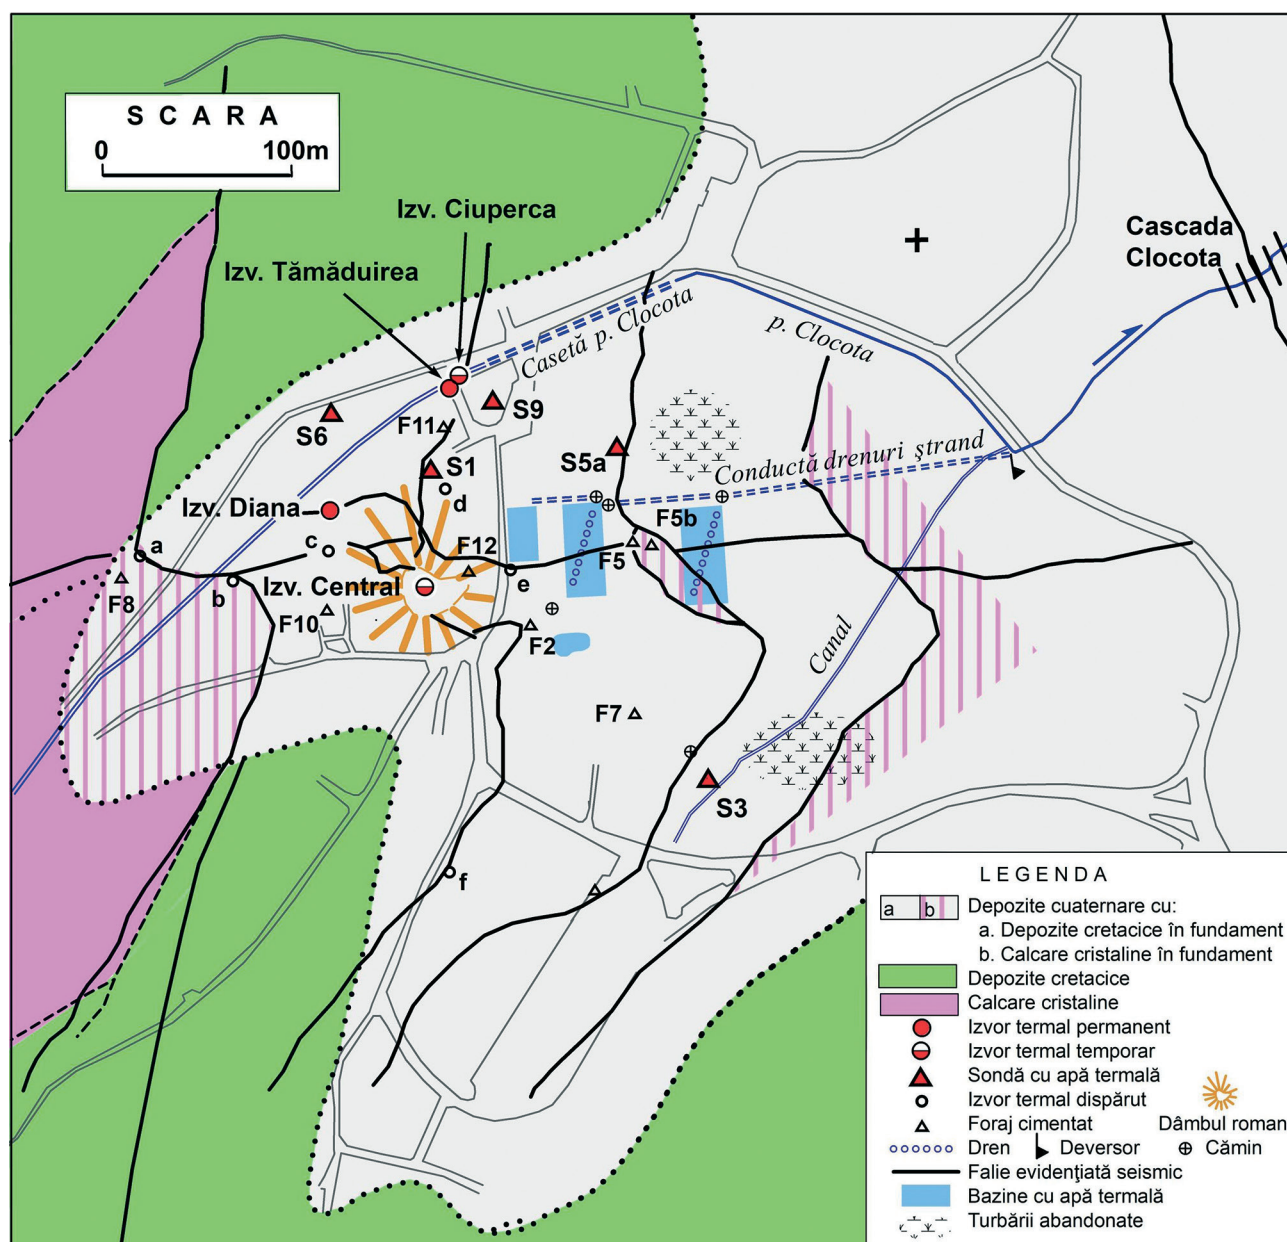 S C A R A
0 100m
Izv. Ciuperca
Izv. Tămăduirea
Cascada
Clocota
Casetă p. Clocota
p. Clocota
S6
F11
S9
S1
S5a
Conductă drenuri ştrand
Izv. Diana
d
F5b
a
c
F12
F5
Izv. Central
e
F8
b
F10
F2
Canal
F7
S3
f
L E G E N D A
a b Depozite cuaternare cu:
a. Depozite cretacice în fundament
b. Calcare cristaline în fundament
Depozite cretacice
Calcare cristaline
Izvor termal permanent
Izvor termal temporar
Sondă cu apă termală
Izvor termal dispărut
Foraj cimentat Dâmbul roman
Dren Deversor Cămin
Falie evidenţiată seismic
Bazine cu apă termală
Turbării abandonate